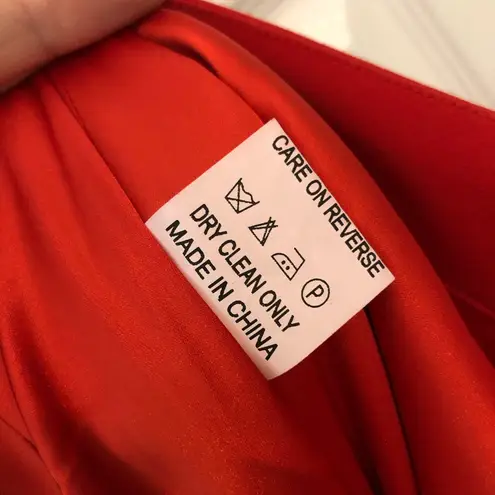 CARE ON REVERSE
P
DRY CLEAN ONLY
MADE IN CHINA